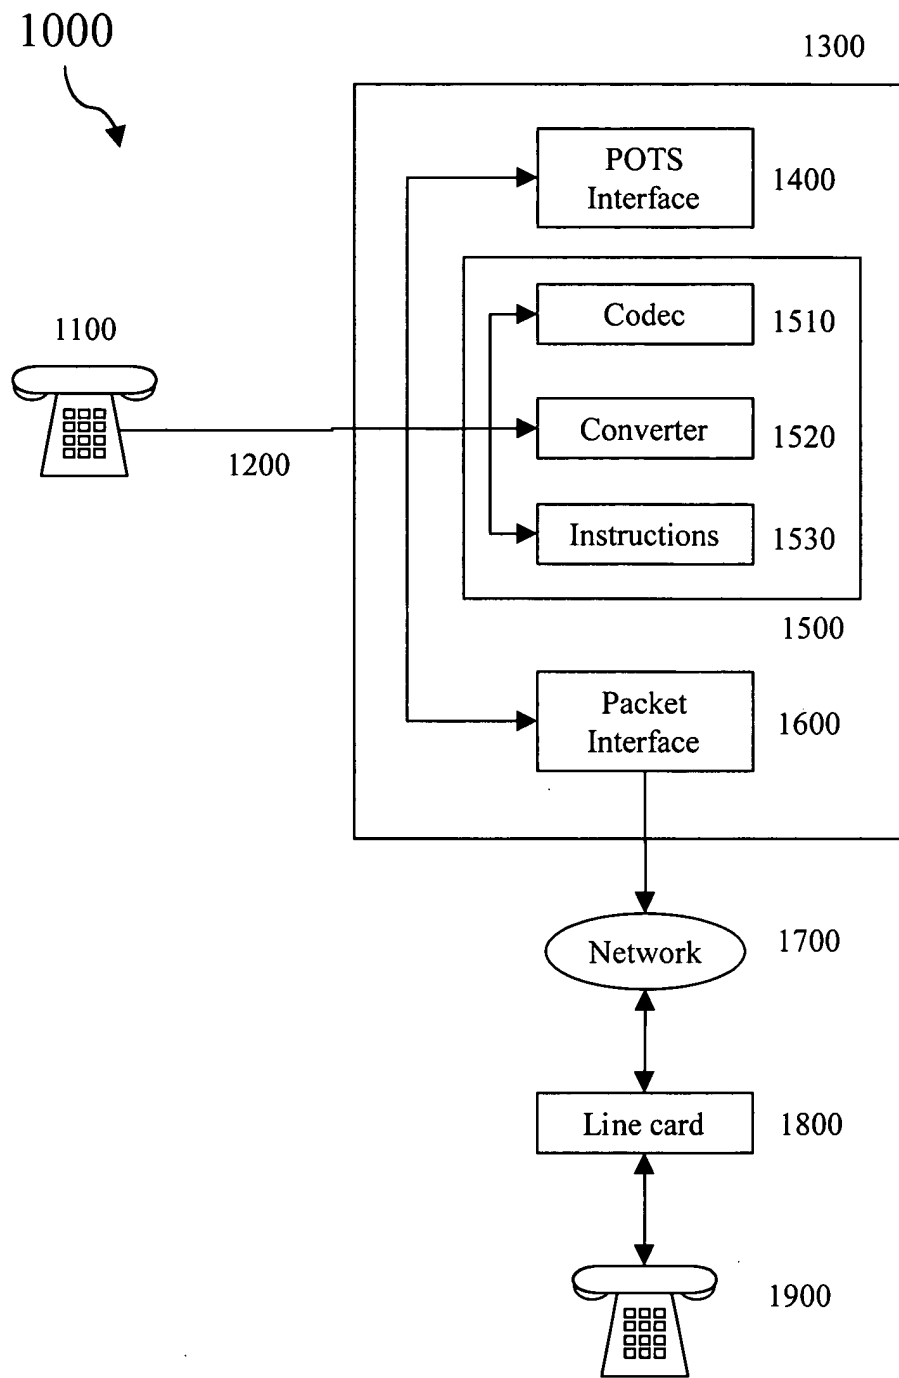 1000
1300
POTS
Interface
1400
Codec
1510
1100
Converter
1520
1200
Instructions
1530
1500
Packet
Interface
1600
Network
1700
Line card
1800
1900